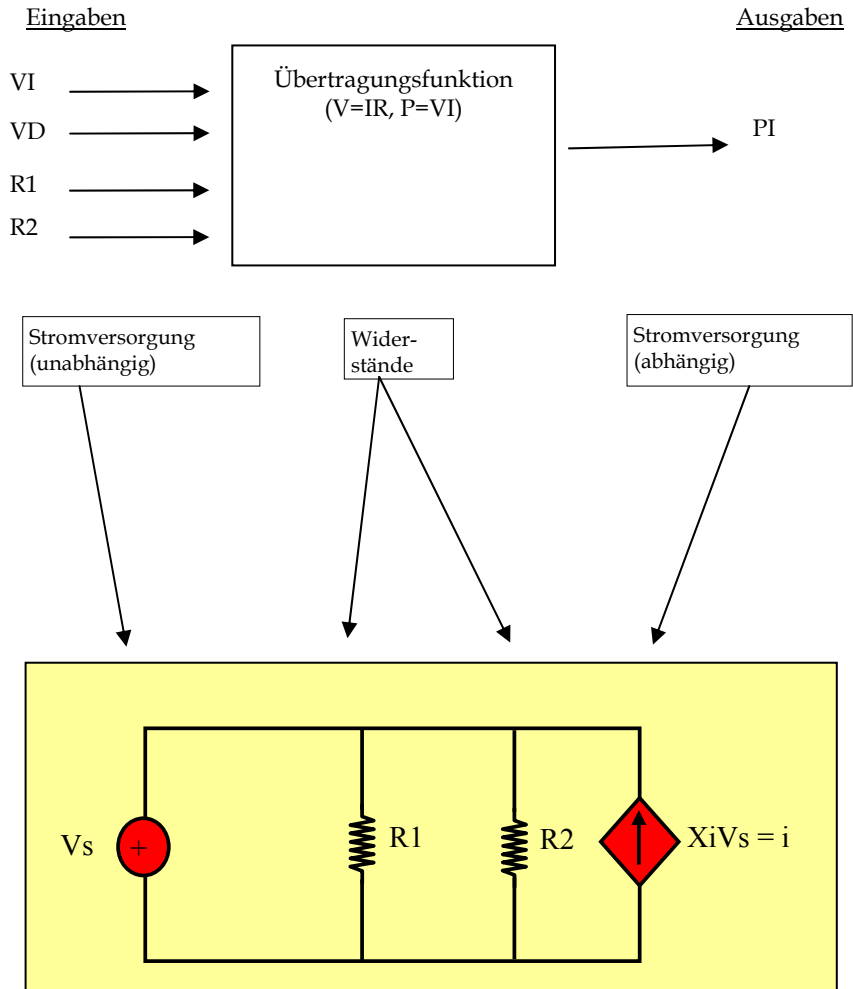 Eingaben
Ausgaben
Übertragungsfunktion
(V=IR, P=VI)
VI
VD
R1
R2
PI
Stromversorgung
(unabhängig)
Wider-
stände
Stromversorgung
(abhängig)
Vs
+
R1
R2
XiVs = i